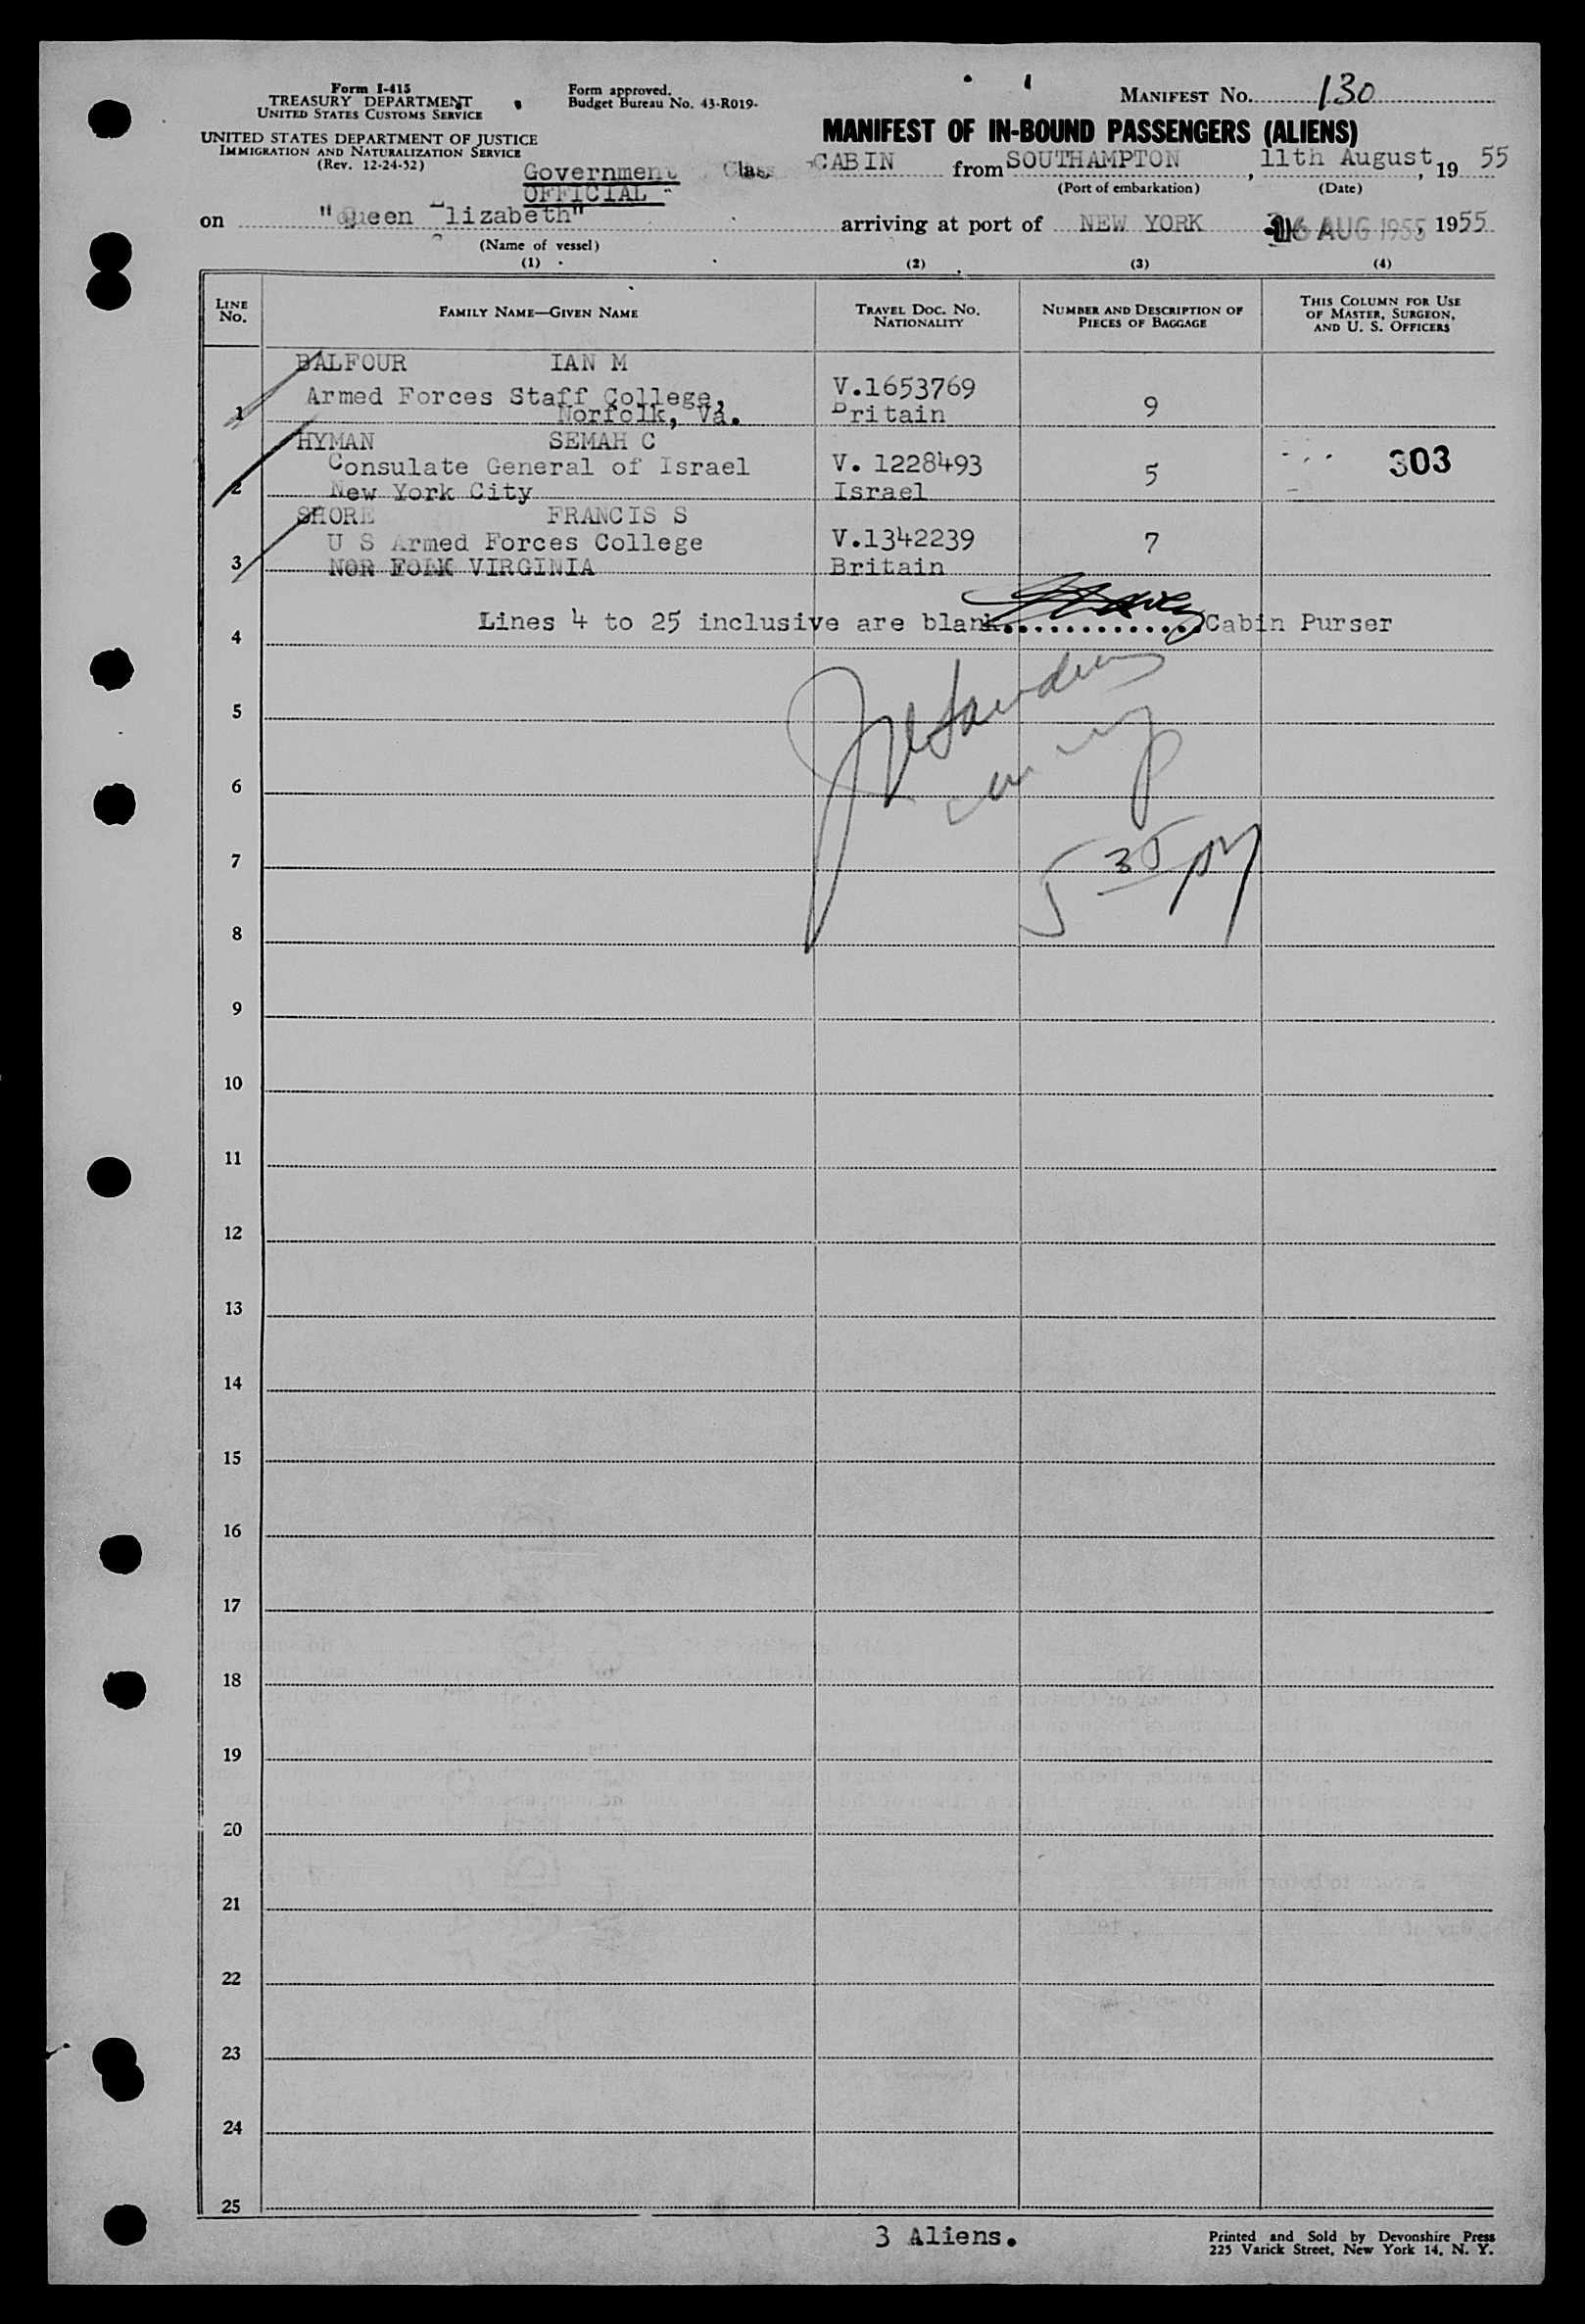 Form I-415
TREASURY DEPARTMENT
UNITED STATES CUSTOMS SERVICE
UNITED STATES DEPARTMENT OF JUSTICE
IMMIGRATION AND NATURALIZATION SERVICE
(Rev. 12-24-52)
Form approved.
Budget Bureau No. 43-R019.
MANIFEST No. 130
MANIFEST OF IN-BOUND PASSENGERS (ALIENS)
Government
OFFICIAL
Class CABIN from SOUTHAMPTON, 11th August, 19 55
(Port of embarkation) (Date)
on "Queen Elizabeth" arriving at port of NEW YORK 16 AUG 1955, 1955
(Name of vessel)
(1) (2) (3) (4)
LINE No. FAMILY NAME—GIVEN NAME TRAVEL DOC. NO. NATIONALITY NUMBER AND DESCRIPTION OF PIECES OF BAGGAGE THIS COLUMN FOR USE OF MASTER, SURGEON, AND U. S. OFFICERS
BALFOUR IAN M
Armed Forces Staff College, V.1653769
1 Norfolk, Va. Britain 9
HYMAN SEMAH C
Consulate General of Israel V. 1228493 5 303
2 New York City Israel
SHORE FRANCIS S
U S Armed Forces College V.1342239 7
3 NOR FOLK VIRGINIA Britain
Lines 4 to 25 inclusive are blank.............Cabin Purser
4
5
6
7 5 35 PM
8
9
10
11
12
13
14
15
16
17
18
19
20
21
22
23
24
25
3 Aliens.
Printed and Sold by Devonshire Press
225 Varick Street, New York 14, N. Y.